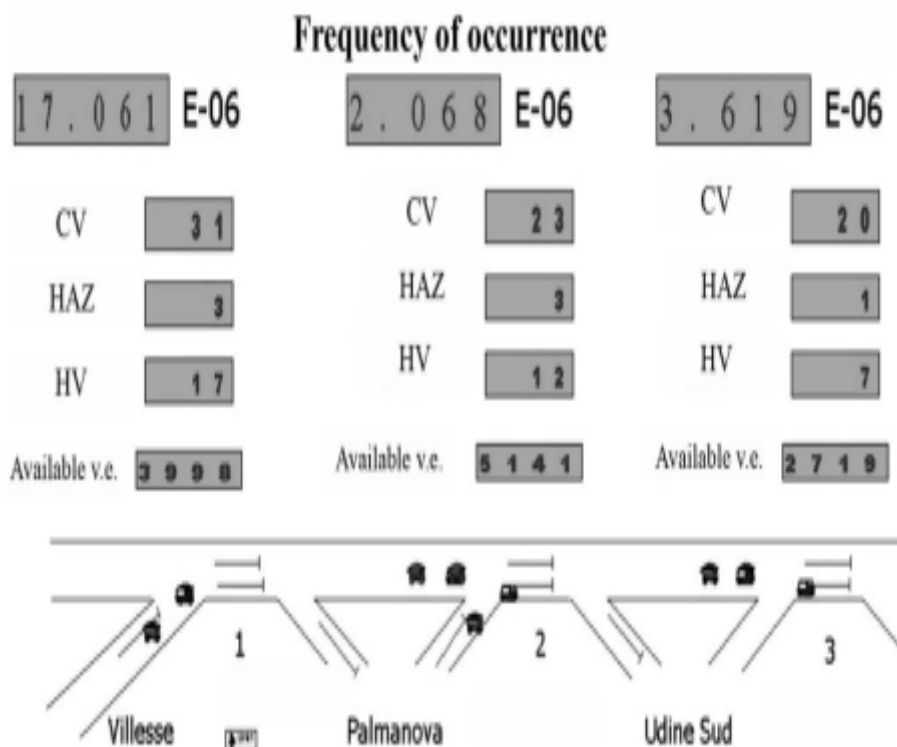 Frequency of occurrence
17.061 E-06 2.068 E-06 3.619 E-06
CV 31 CV 23 CV 20
HAZ 3 HAZ 3 HAZ 1
HV 17 HV 12 HV 7
Available v.e. 3998 Available v.e. 5141 Available v.e. 2719
1 2 3
Villesse Palmanova Udine Sud